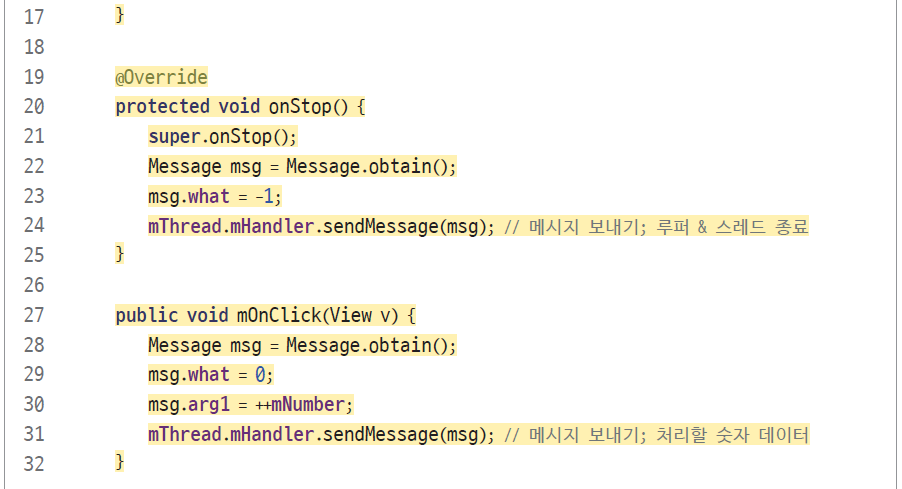 17 }
18
19 @Override
20 protected void onStop() {
21 super.onStop();
22 Message msg = Message.obtain();
23 msg.what = -1;
24 mThread.mHandler.sendMessage(msg); // 메시지 보내기; 루퍼 & 스레드 종료
25 }
26
27 public void mOnClick(View v) {
28 Message msg = Message.obtain();
29 msg.what = 0;
30 msg.arg1 = ++mNumber;
31 mThread.mHandler.sendMessage(msg); // 메시지 보내기; 처리할 숫자 데이터
32 }